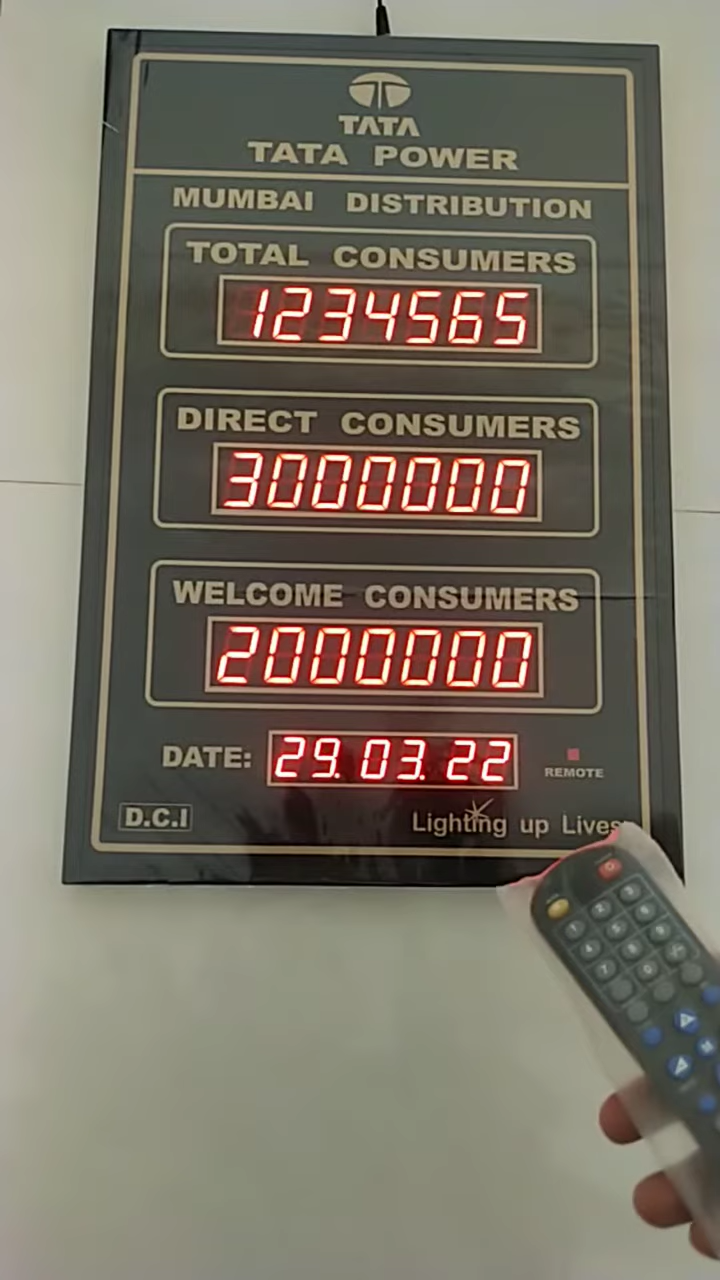 TATA
TATA POWER
MUMBAI DISTRIBUTION
TOTAL CONSUMERS
1234565
DIRECT CONSUMERS
3000000
WELCOME CONSUMERS
2000000
DATE: 29.03.22
REMOTE
D.C.I
Lighting up Lives